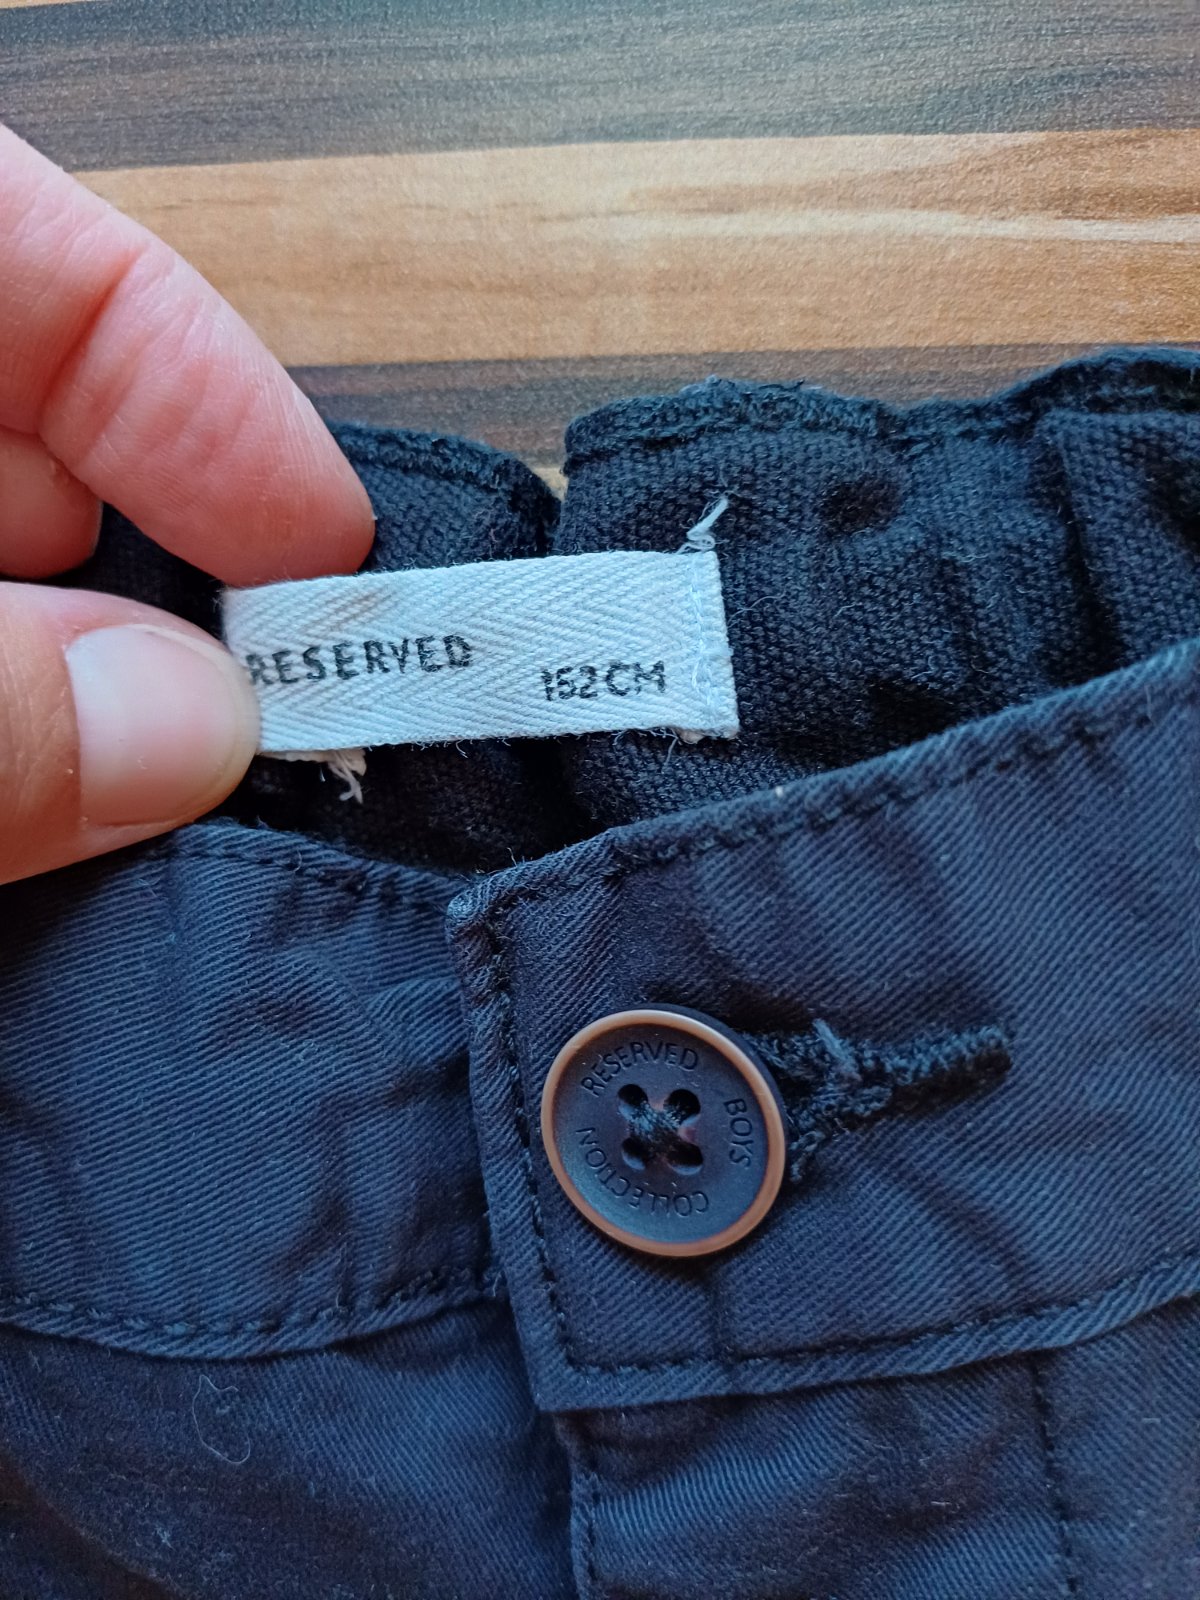 RESERVED
152CM
RESERVED BOYS COLLECTION